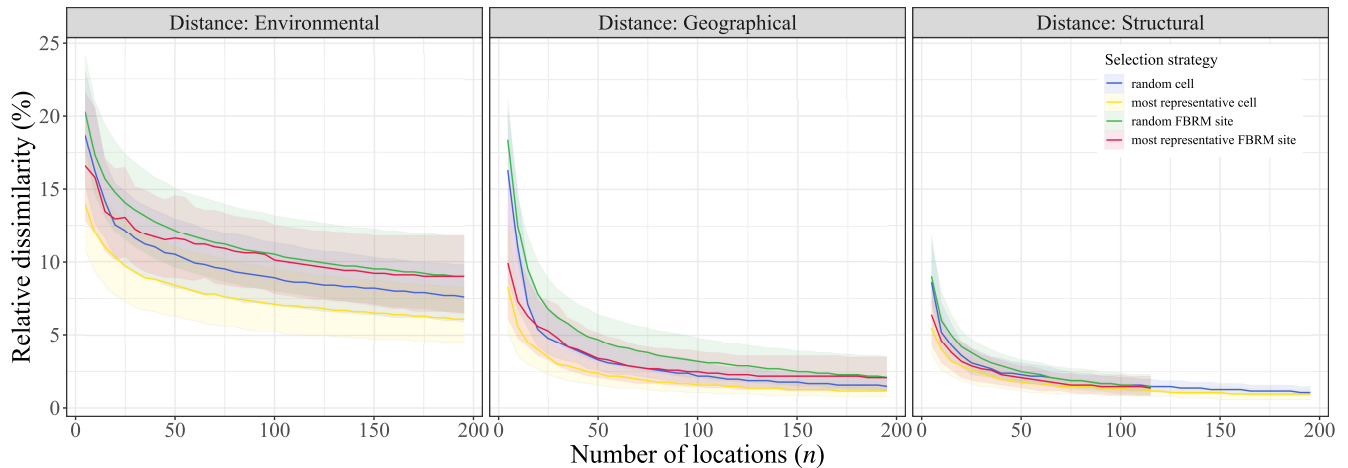 Distance: Environmental
Distance: Geographical
Distance: Structural
Relative dissimilarity (%)
25
20
15
10
5
0
Selection strategy
random cell
most representative cell
random FBRM site
most representative FBRM site
0 50 100 150 200
0 50 100 150 200
0 50 100 150 200
Number of locations (n)